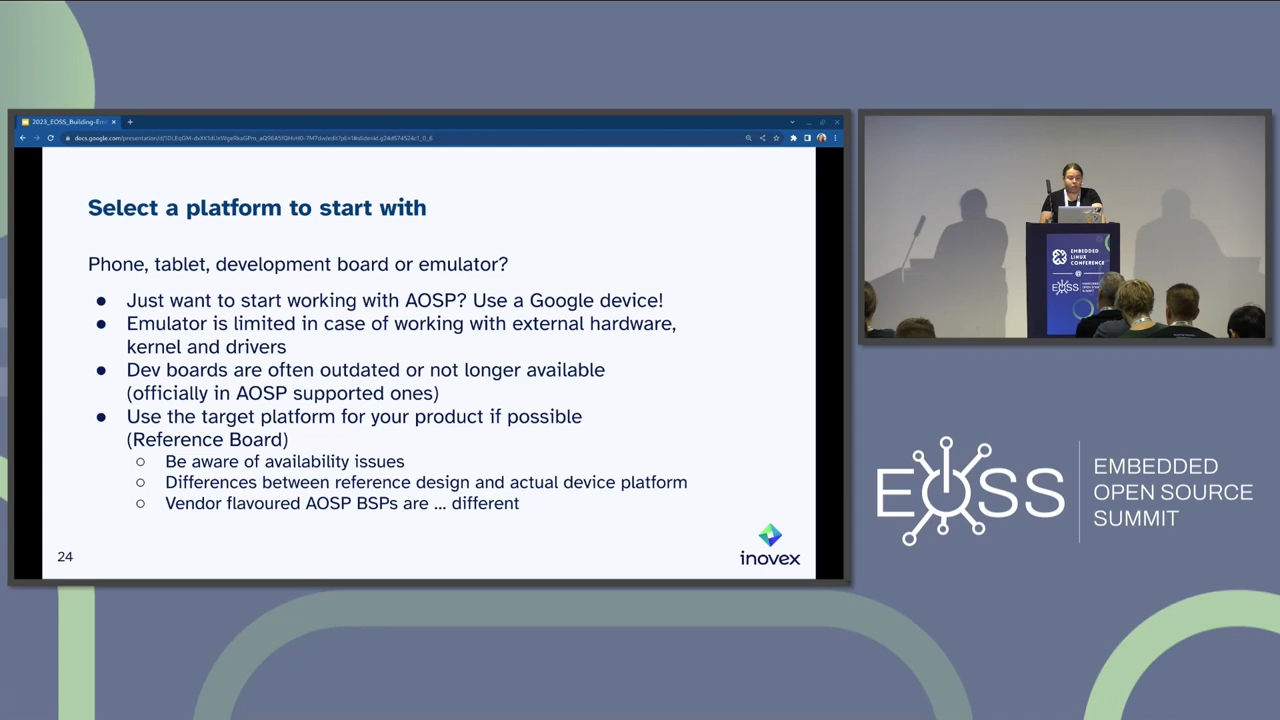 2023_EOSS_Building-Em
Select a platform to start with
Phone, tablet, development board or emulator?
● Just want to start working with AOSP? Use a Google device!
● Emulator is limited in case of working with external hardware,
kernel and drivers
● Dev boards are often outdated or not longer available
(officially in AOSP supported ones)
● Use the target platform for your product if possible
(Reference Board)
○ Be aware of availability issues
○ Differences between reference design and actual device platform
○ Vendor flavoured AOSP BSPs are ... different
24
inovex
EMBEDDED
LINUX
CONFERENCE
@
EOSS
EOSS
EMBEDDED
OPEN SOURCE
SUMMIT